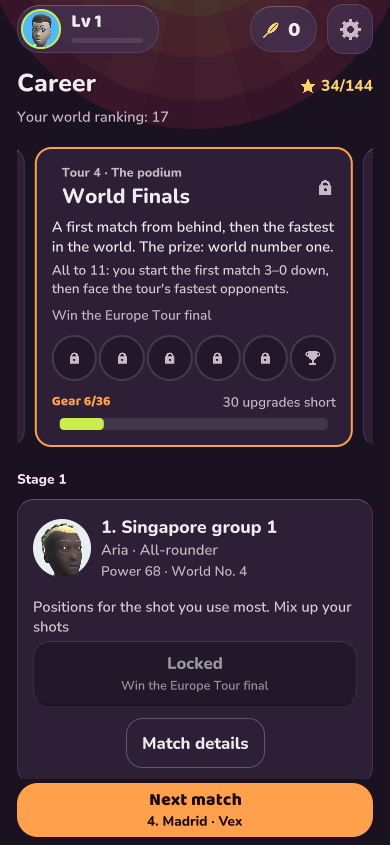 Lv 1
0
Career
34/144
Your world ranking: 17
Tour 4 · The podium
World Finals
A first match from behind, then the fastest
in the world. The prize: world number one.
All to 11: you start the first match 3–0 down,
then face the tour's fastest opponents.
Win the Europe Tour final
Gear 6/36
30 upgrades short
Stage 1
1. Singapore group 1
Aria · All-rounder
Power 68 · World No. 4
Positions for the shot you use most. Mix up your
shots
Locked
Win the Europe Tour final
Match details
Next match
4. Madrid · Vex